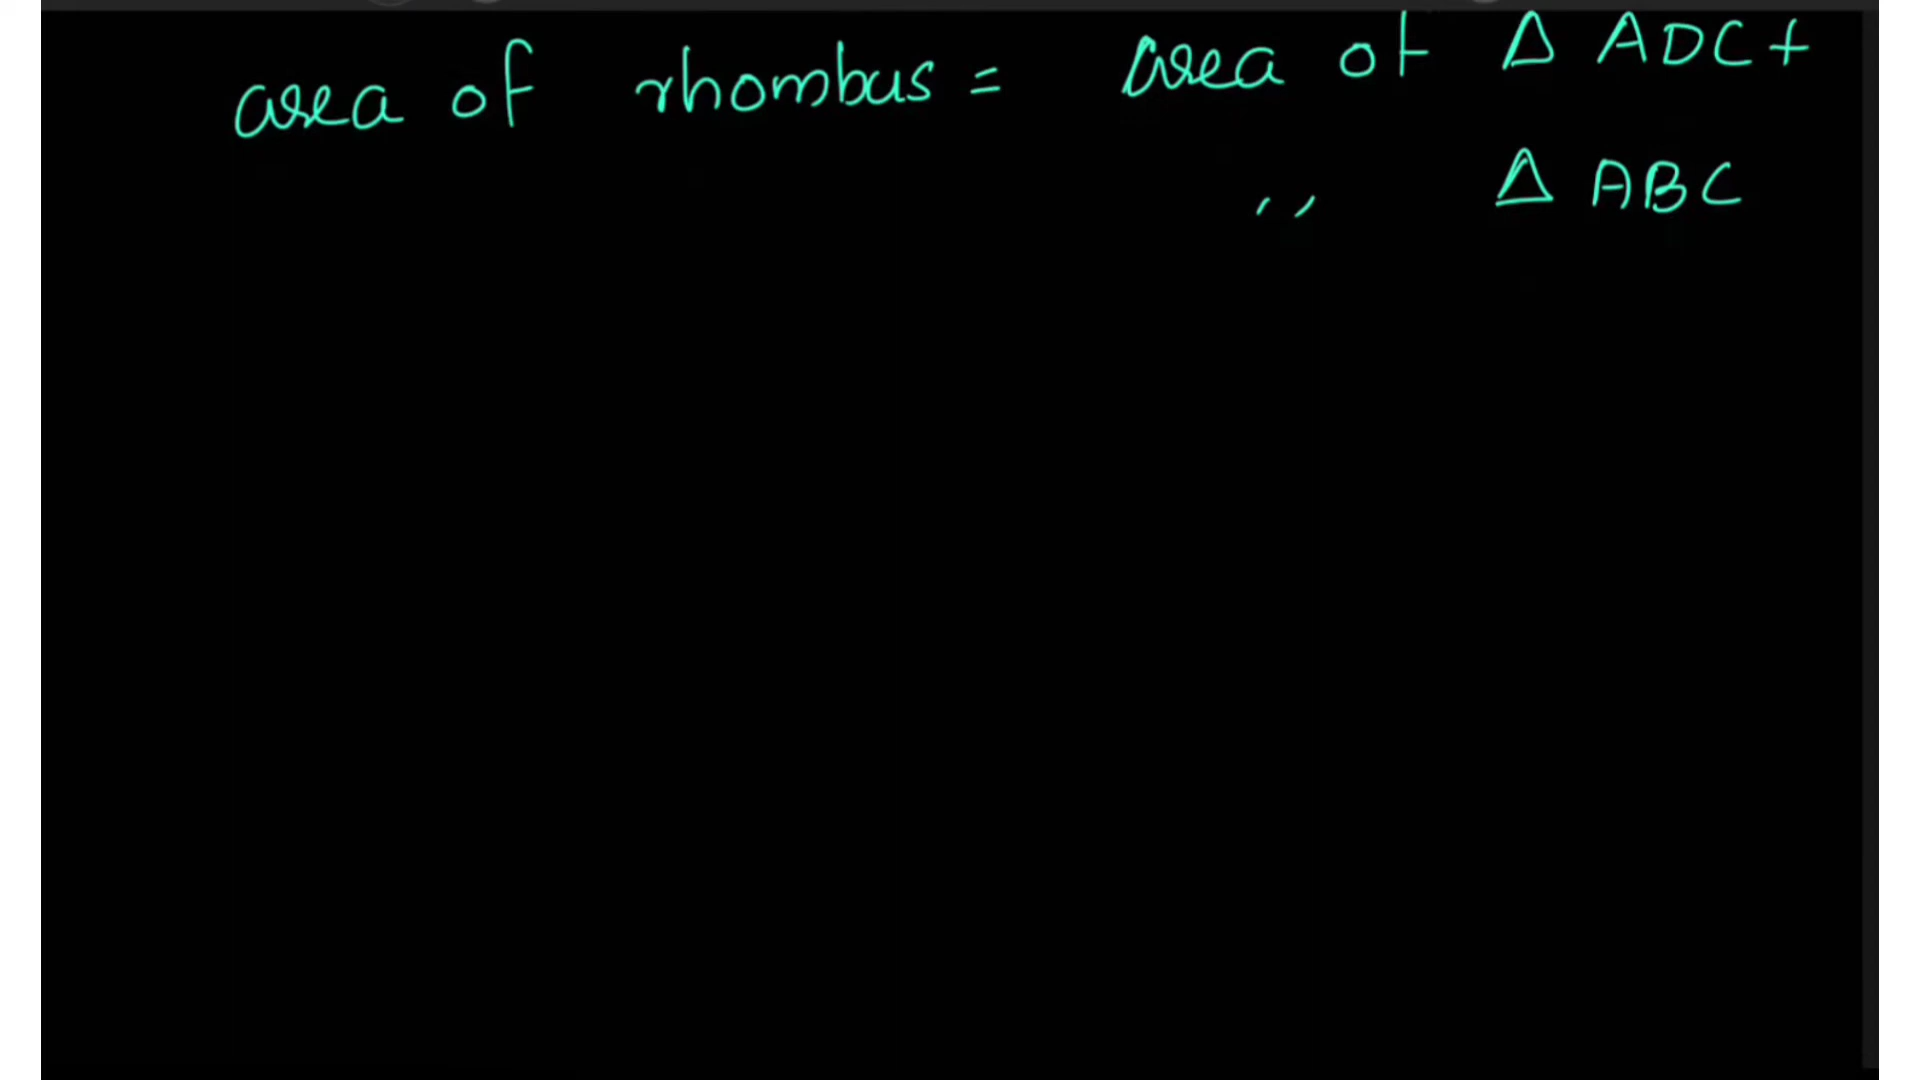 area of rhombus = area of Δ ADC +
,, Δ ABC